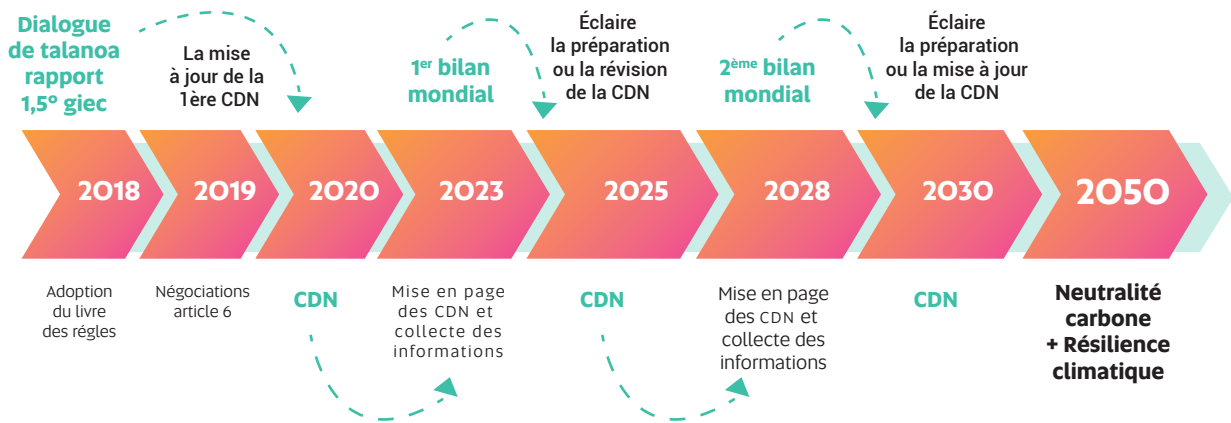 Dialogue
de talanoa
rapport
1,5° giec
La mise
à jour de la
1ère CDN
1er bilan
mondial
Éclaire
la préparation
ou la révision
de la CDN
2ème bilan
mondial
Éclaire
la préparation
ou la mise à jour
de la CDN
2018
2019
2020
2023
2025
2028
2030
2050
Adoption
du livre
des régles
Négociations
article 6
CDN
Mise en page
des CDN et
collecte des
informations
CDN
Mise en page
des CDN et
collecte des
informations
CDN
Neutralité
carbone
+ Résilience
climatique